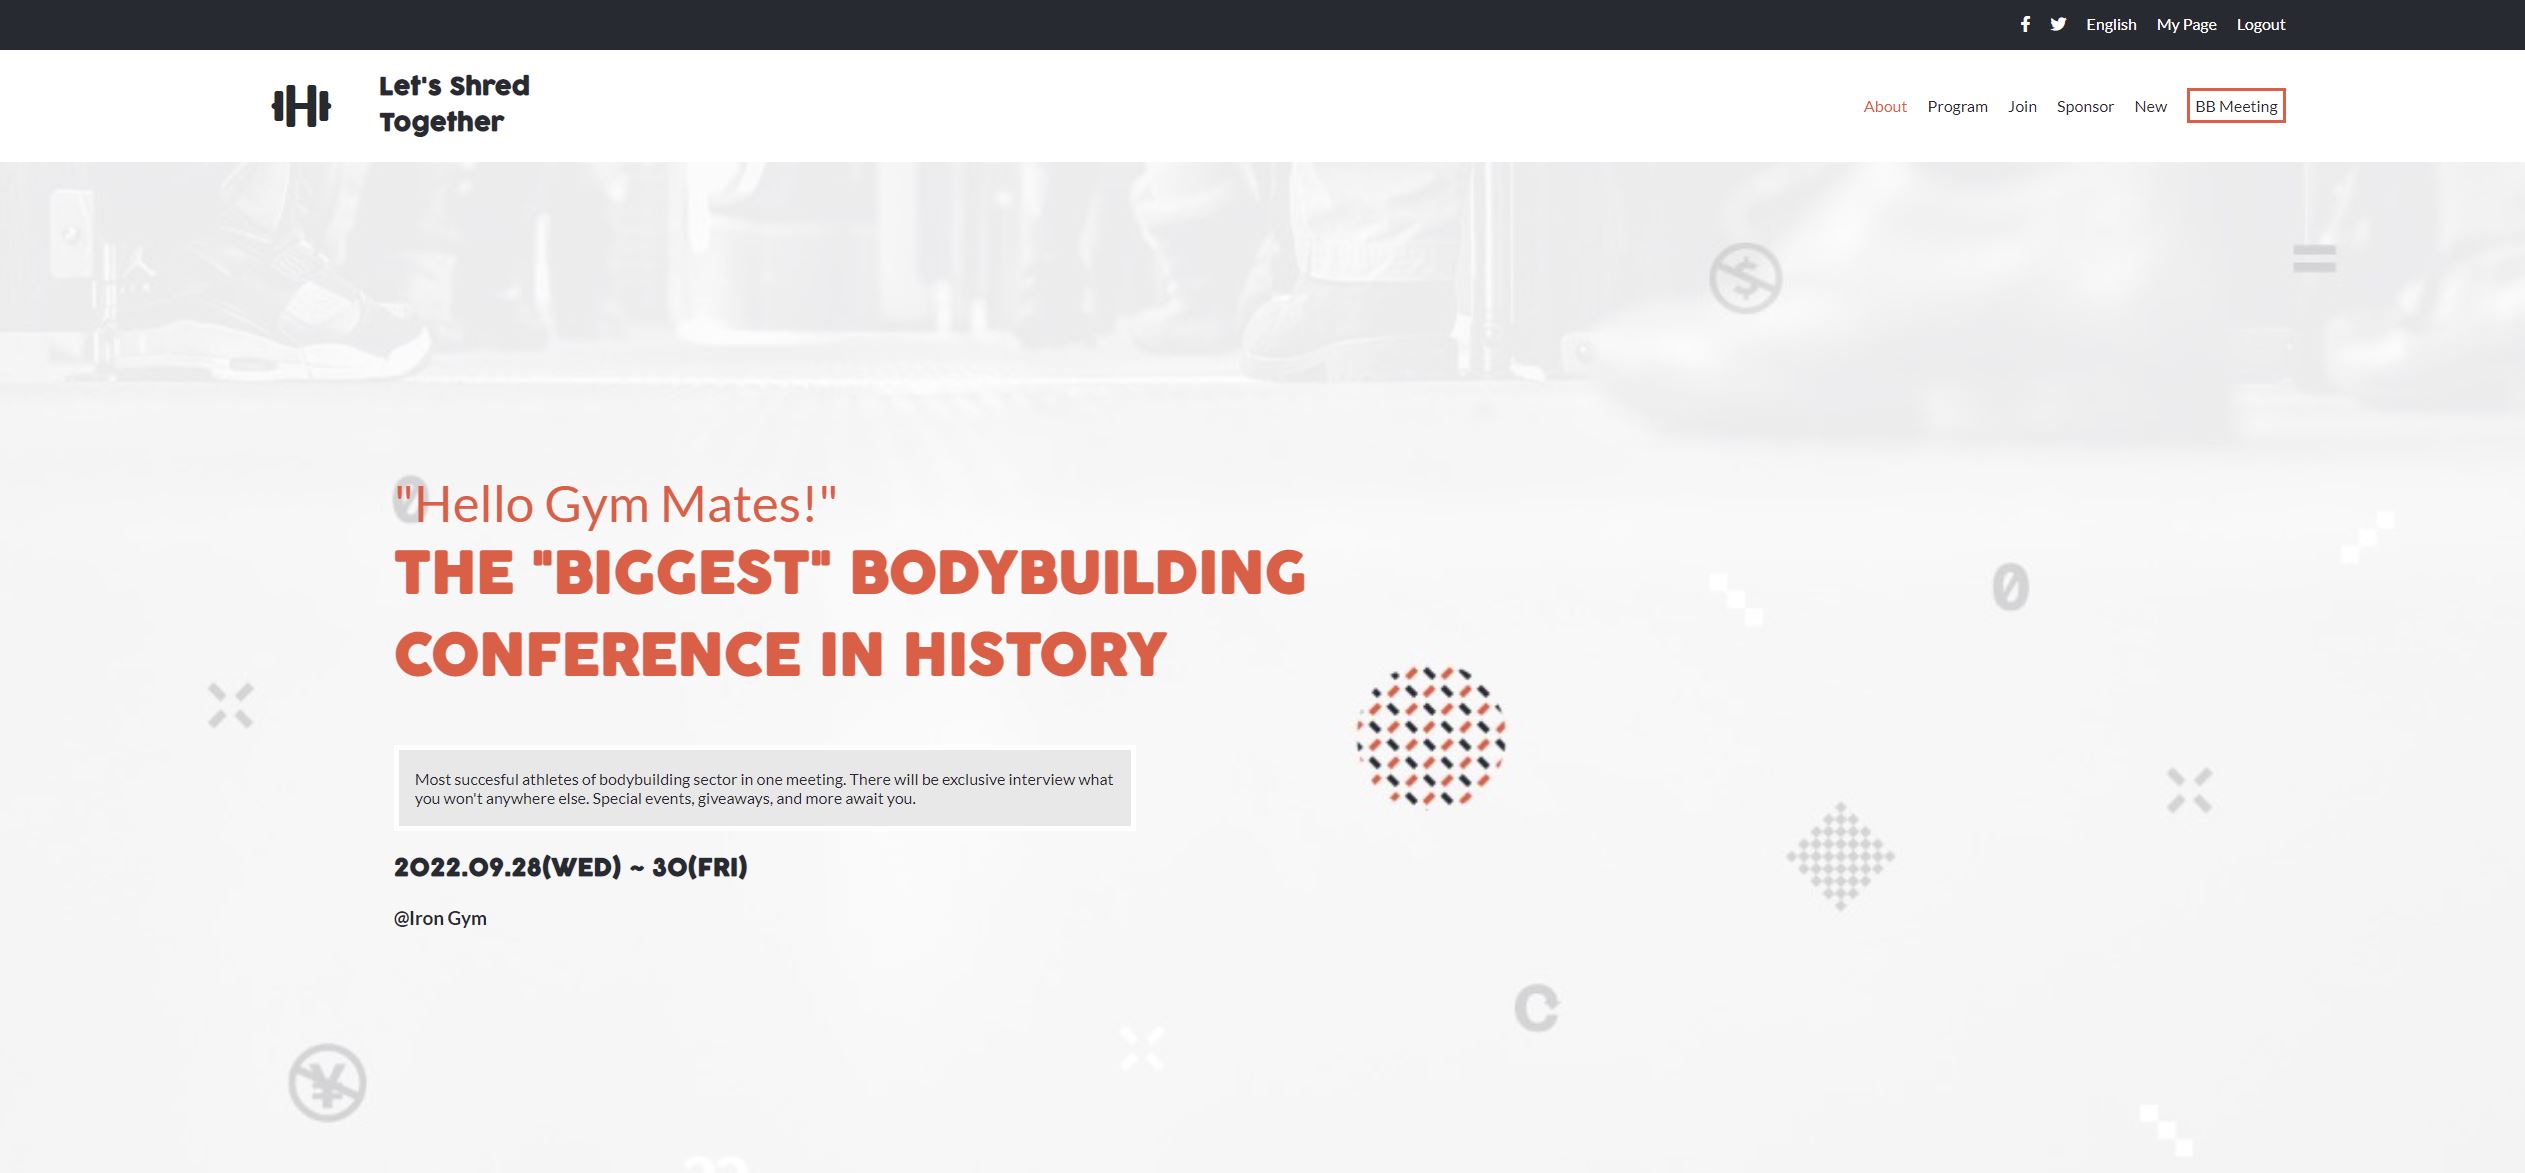 English My Page Logout
Let's Shred
Together
About Program Join Sponsor New BB Meeting
"Hello Gym Mates!"
THE "BIGGEST" BODYBUILDING
CONFERENCE IN HISTORY
Most succesful athletes of bodybuilding sector in one meeting. There will be exclusive interview what
you won't anywhere else. Special events, giveaways, and more await you.
2022.09.28(WED) ~ 30(FRI)
@Iron Gym